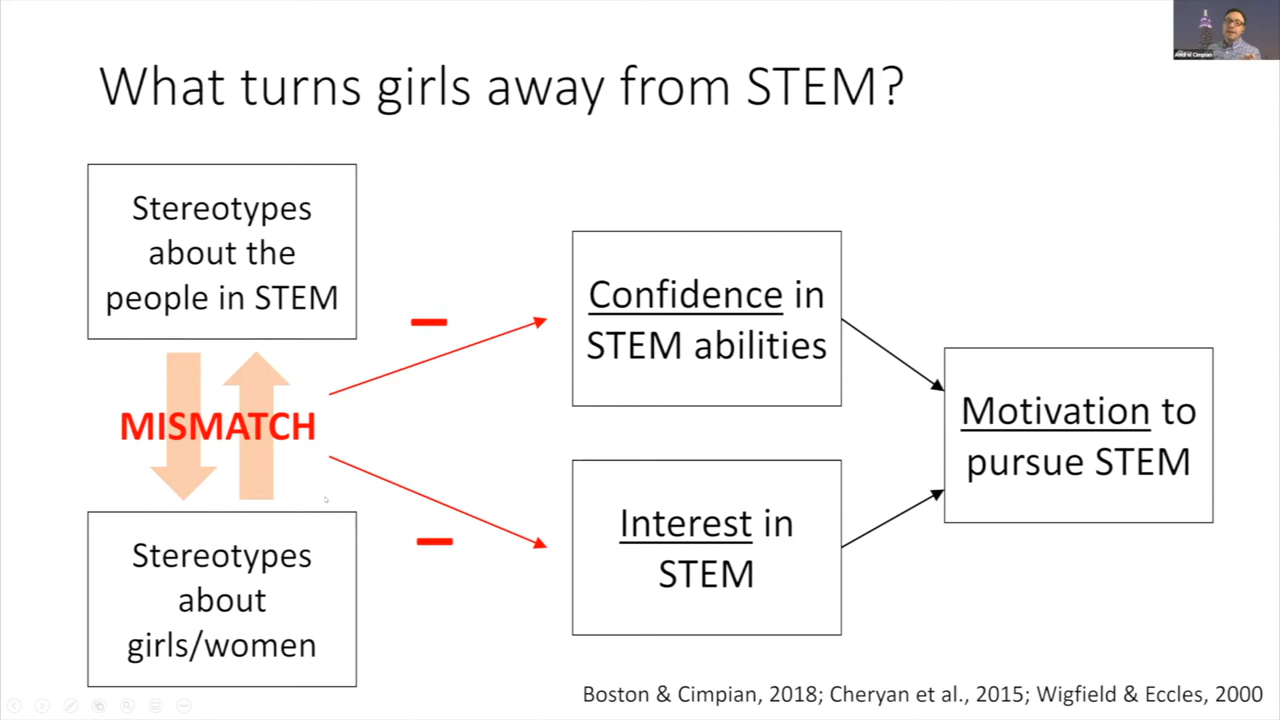 What turns girls away from STEM?
Stereotypes
about the
people in STEM
MISMATCH
Stereotypes
about
girls/women
Confidence in
STEM abilities
Interest in
STEM
Motivation to
pursue STEM
Boston & Cimpian, 2018; Cheryan et al., 2015; Wigfield & Eccles, 2000
Andrei Cimpian